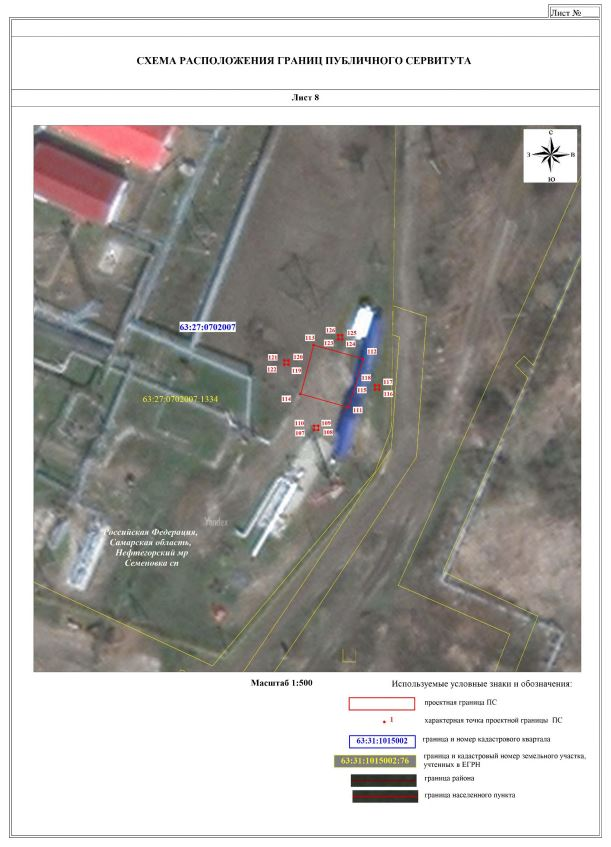 Лист №
СХЕМА РАСПОЛОЖЕНИЯ ГРАНИЦ ПУБЛИЧНОГО СЕРВИТУТА
Лист 8
С
З
В
Ю
63:27:0702007
126
125
113
123
124
112
121
120
122
119
118
117
63:27:0702007:1334
114
115
116
111
110
109
107
108
Yandex
Российская Федерация,
Самарская область,
Нефтегорский мр
Семеновка сп
Масштаб 1:500
Используемые условные знаки и обозначения:
проектная граница ПС
1
характерная точка проектной границы ПС
63:31:1015002
граница и номер кадастрового квартала
63:31:1015002:76
граница и кадастровый номер земельного участка,
учтенных в ЕГРН
граница района
граница населенного пункта